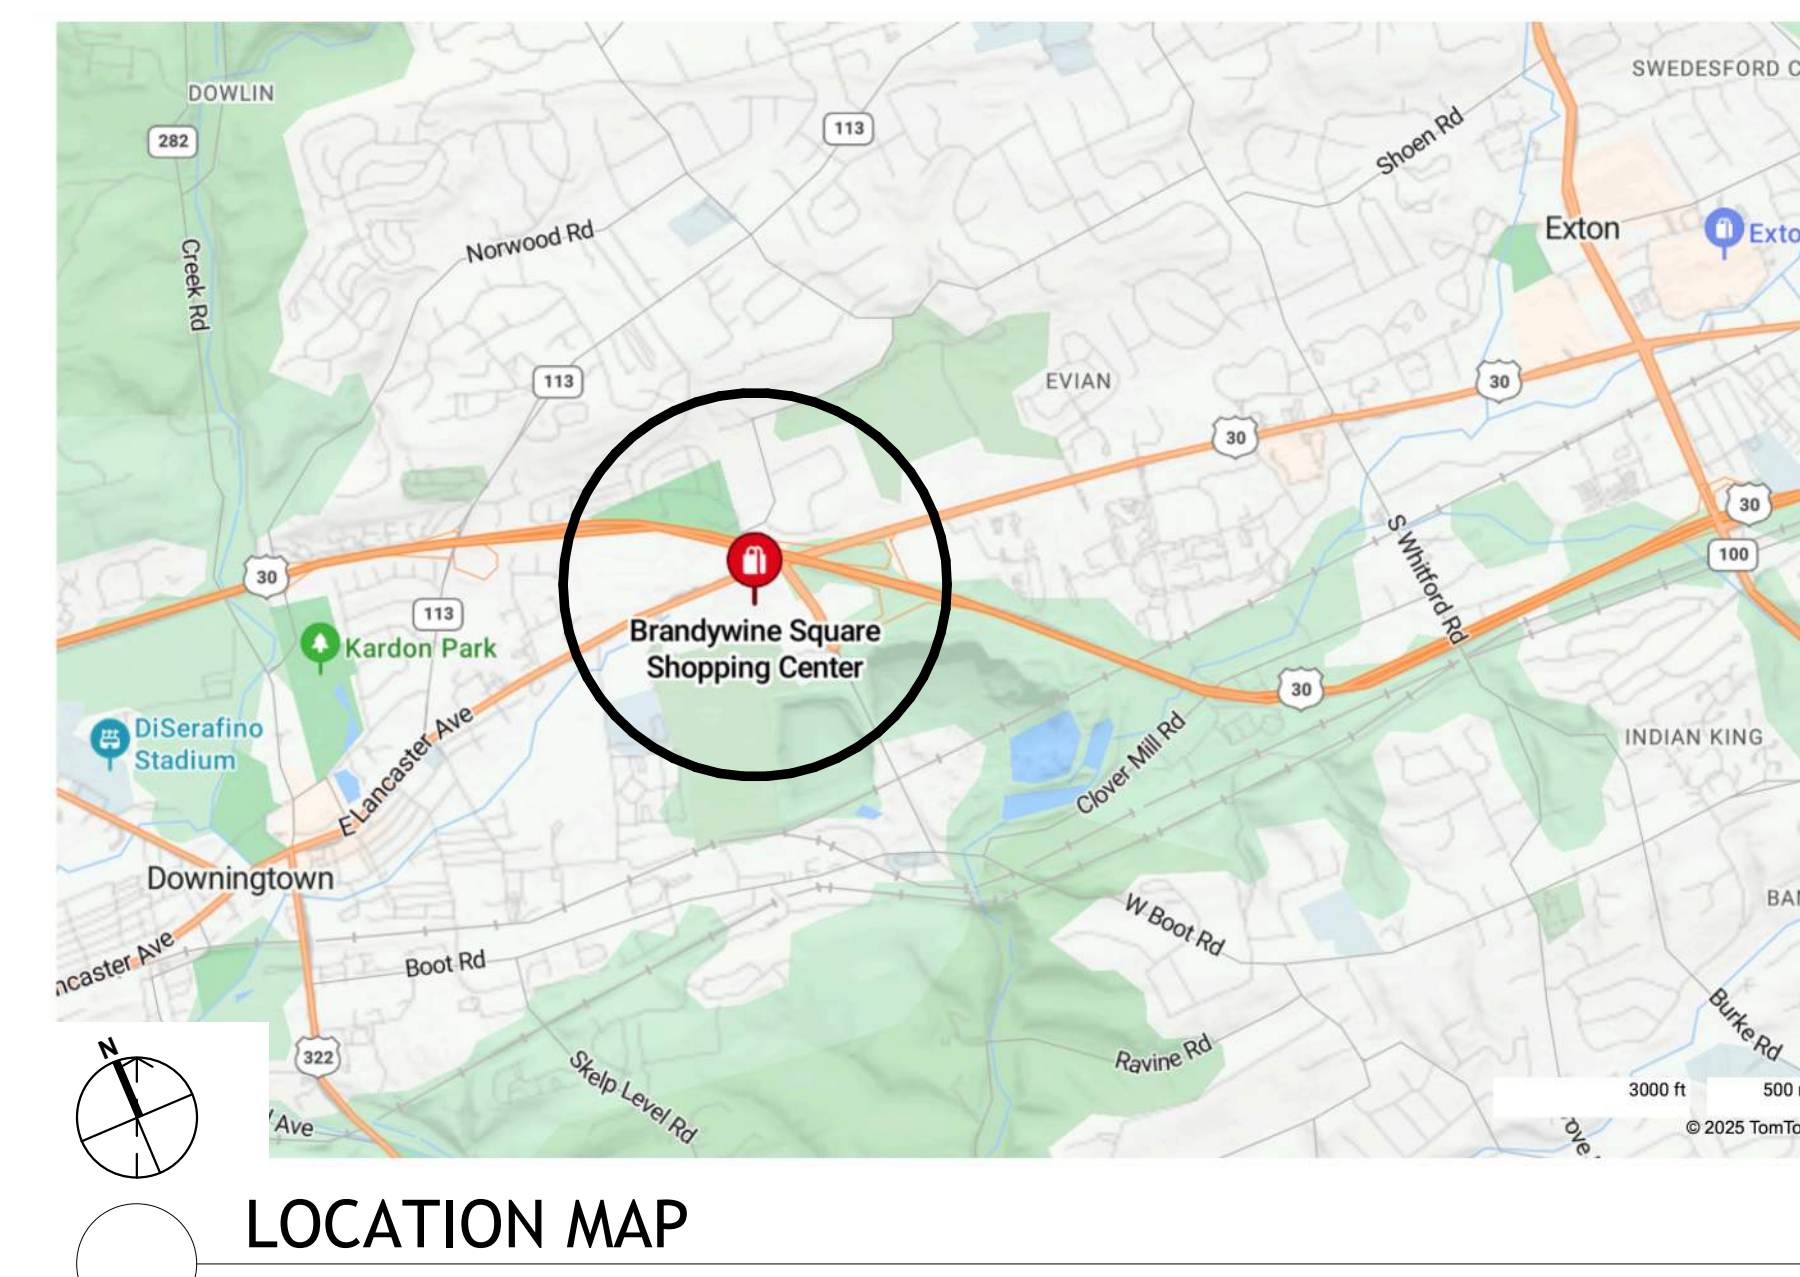 SWEDESFORD C
DOWLIN
282
113
Shoen Rd
Norwood Rd
Exton
Exto
Creek Rd
113
EVIAN
30
30
30
100
30
S Whitford Rd
113
Kardon Park
Brandywine Square
Shopping Center
30
DiSerafino
Stadium
E Lancaster Ave
Clover Mill Rd
INDIAN KING
Downingtown
W Boot Rd
BAN
ncaster Ave
Boot Rd
Burke Rd
N
322
Skelp Level Rd
Ravine Rd
3000 ft
500 m
Ave
ove
© 2025 TomTo
LOCATION MAP